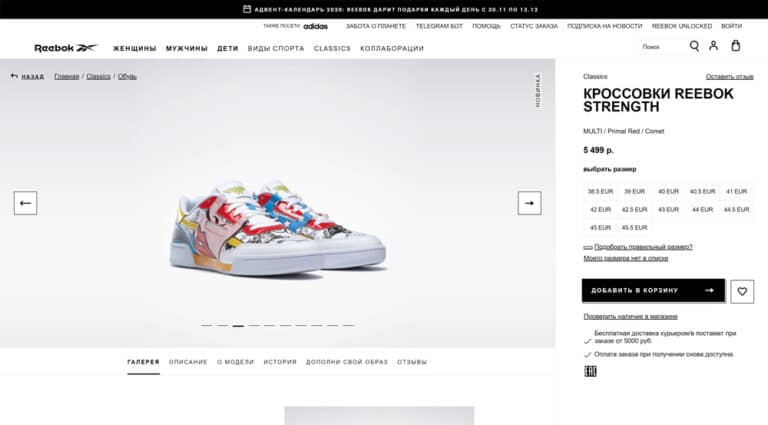 АДВЕНТ-КАЛЕНДАРЬ 2020: REEBOK ДАРИТ ПОДАРКИ КАЖДЫЙ ДЕНЬ С 30.11 ПО 13.12
ТАКЖЕ ПОСЕТИ adidas ЗАБОТА О ПЛАНЕТЕ TELEGRAM БОТ ПОМОЩЬ СТАТУС ЗАКАЗА ПОДПИСКА НА НОВОСТИ REEBOK UNLOCKED ВОЙТИ
Reebok ЖЕНЩИНЫ МУЖЧИНЫ ДЕТИ ВИДЫ СПОРТА CLASSICS КОЛЛАБОРАЦИИ Поиск
НАЗАД Главная / Classics / Обувь
НОВИНКА
Classics Оставить отзыв
КРОССОВКИ REEBOK
STRENGTH
MULTI / Primal Red / Comet
5 499 р.
выбрать размер
38.5 EUR 39 EUR 40 EUR 40.5 EUR 41 EUR
42 EUR 42.5 EUR 43 EUR 44 EUR 44.5 EUR
45 EUR 45.5 EUR
Подобрать правильный размер?
Моего размера нет в списке
ДОБАВИТЬ В КОРЗИНУ
Проверить наличие в магазине
Бесплатная доставка курьером/в постамат при
заказе от 5000 руб.
Оплата заказа при получении снова доступна.
EAC
ГАЛЕРЕЯ ОПИСАНИЕ О МОДЕЛИ ИСТОРИЯ ДОПОЛНИ СВОЙ ОБРАЗ ОТЗЫВЫ